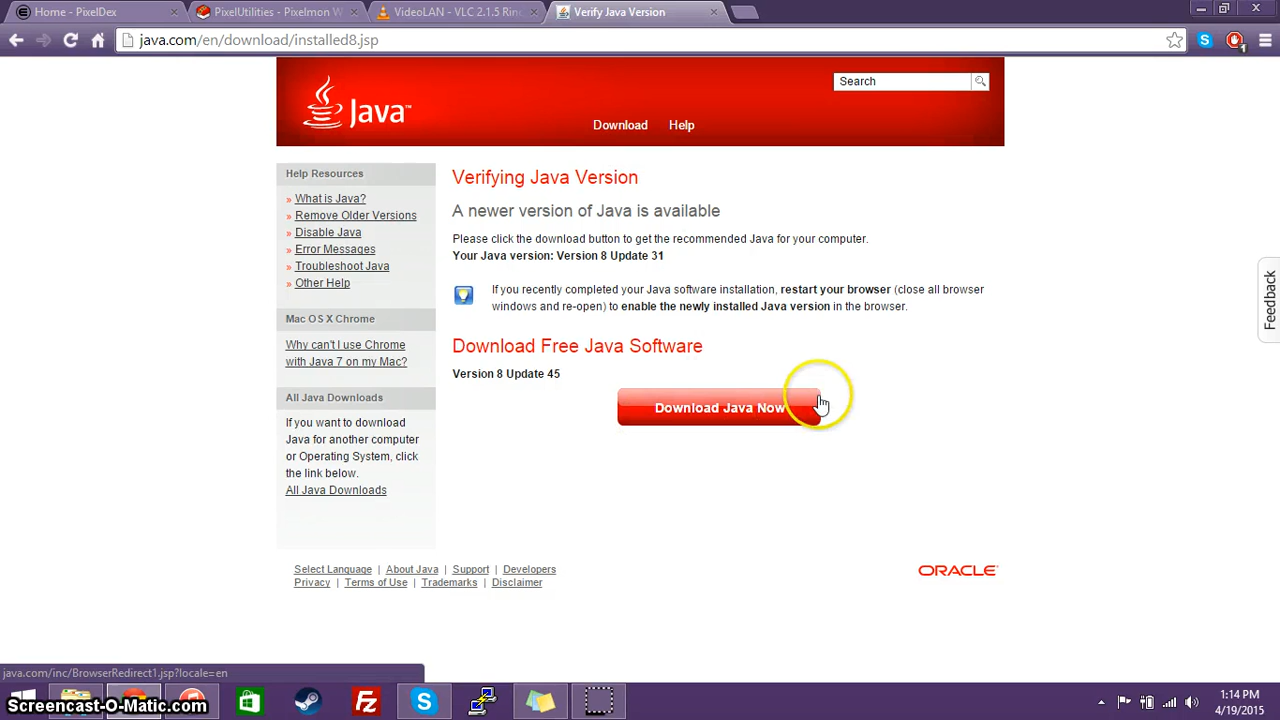 Home - PixelDex
PixelUtilities - Pixelmon W
VideoLAN - VLC 2.1.5 Rin
Verify Java Version
java.com/en/download/installed8.jsp
1
Java™
Search
Download
Help
Help Resources
» What is Java?
» Remove Older Versions
» Disable Java
» Error Messages
» Troubleshoot Java
» Other Help
Mac OS X Chrome
Why can't I use Chrome
with Java 7 on my Mac?
All Java Downloads
If you want to download
Java for another computer
or Operating System, click
the link below.
All Java Downloads
Verifying Java Version
A newer version of Java is available
Please click the download button to get the recommended Java for your computer.
Your Java version: Version 8 Update 31
If you recently completed your Java software installation, restart your browser (close all browser
windows and re-open) to enable the newly installed Java version in the browser.
Download Free Java Software
Version 8 Update 45
Download Java Now
Feedback
Select Language | About Java | Support | Developers
Privacy | Terms of Use | Trademarks | Disclaimer
ORACLE
java.com/inc/BrowserRedirect1.jsp?locale=en
Screencast-O-Matic.com
1:14 PM
4/19/2015